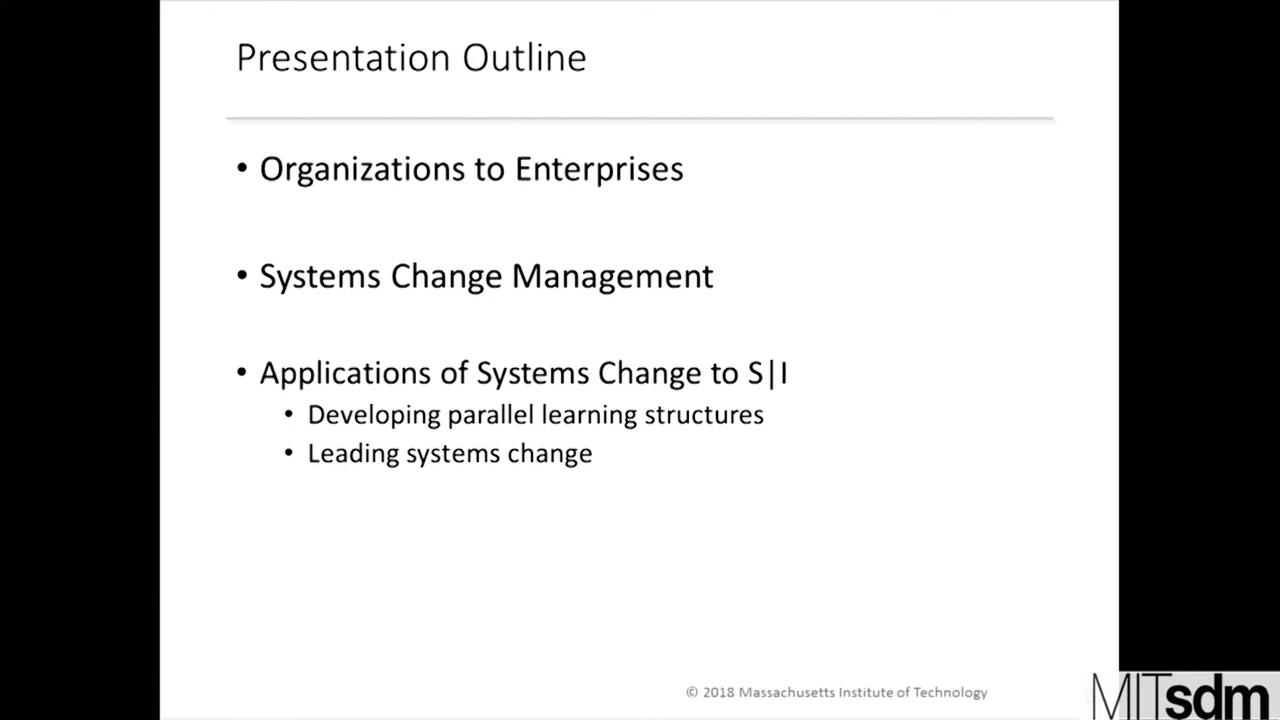 Presentation Outline
• Organizations to Enterprises
• Systems Change Management
• Applications of Systems Change to S|I
• Developing parallel learning structures
• Leading systems change
© 2018 Massachusetts Institute of Technology
MITsdm